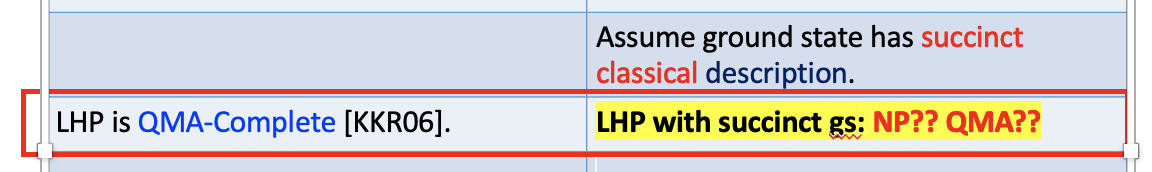 Assume ground state has succinct
classical description.
LHP is QMA-Complete [KKR06].
LHP with succinct gs: NP?? QMA??